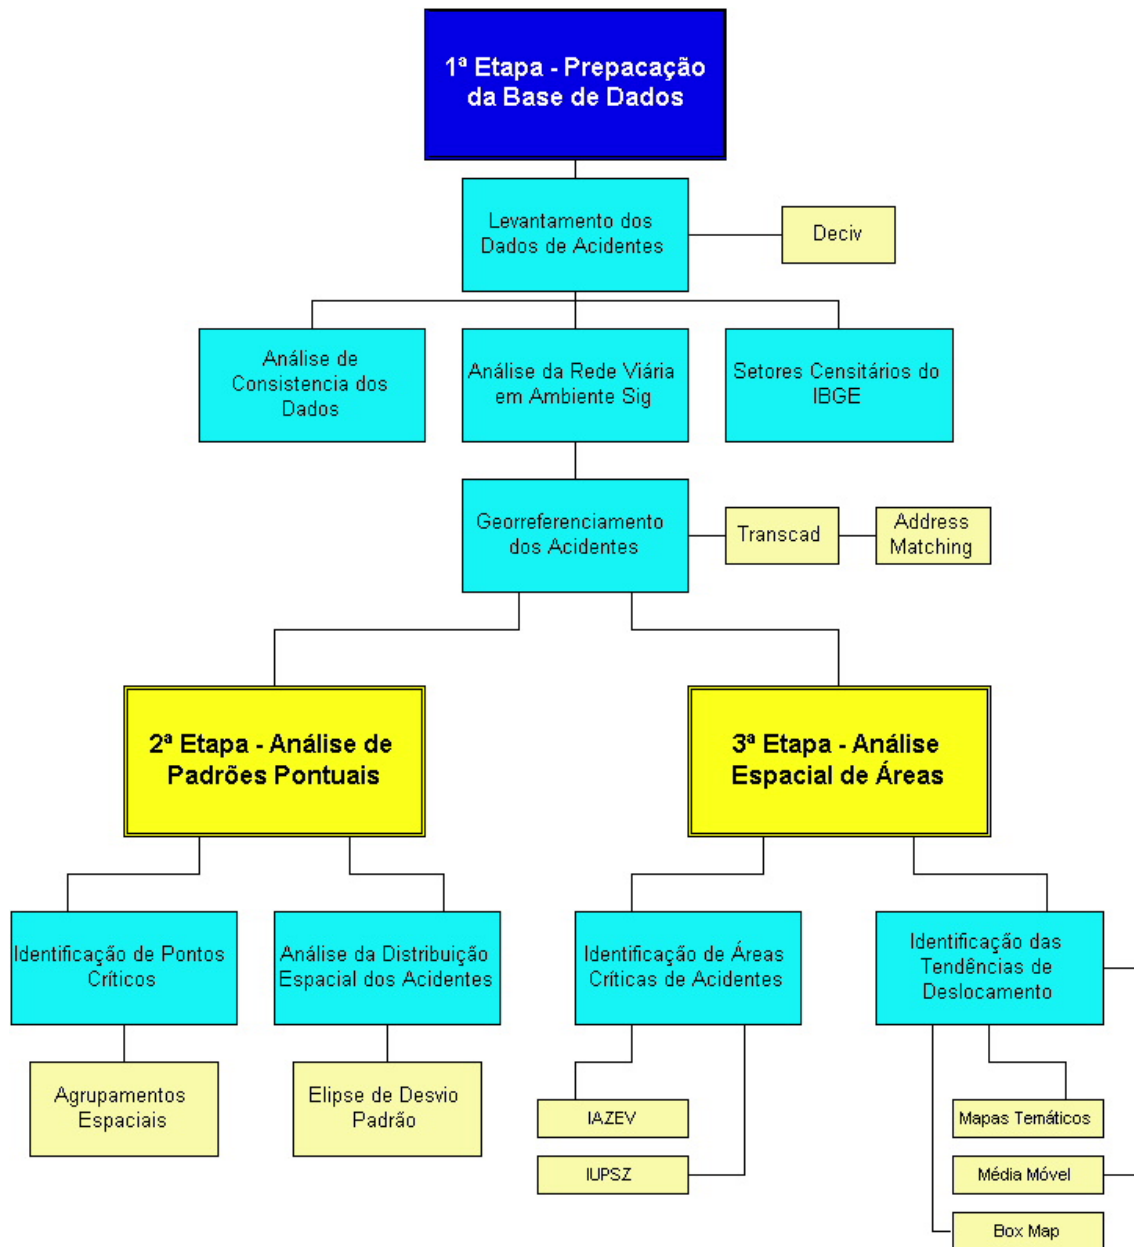 1ª Etapa - Prepacação
da Base de Dados
Levantamento dos
Dados de Acidentes
Deciv
Análise de
Consistencia dos
Dados
Análise da Rede Viária
em Ambiente Sig
Setores Censitários do
IBGE
Georreferenciamento
dos Acidentes
Transcad
Address
Matching
2ª Etapa - Análise de
Padrões Pontuais
3ª Etapa - Análise
Espacial de Áreas
Identificação de Pontos
Críticos
Análise da Distribuição
Espacial dos Acidentes
Identificação de Áreas
Críticas de Acidentes
Identificação das
Tendências de
Deslocamento
Agrupamentos
Espaciais
Elipse de Desvio
Padrão
IAZEV
IUPSZ
Mapas Temáticos
Média Móvel
Box Map